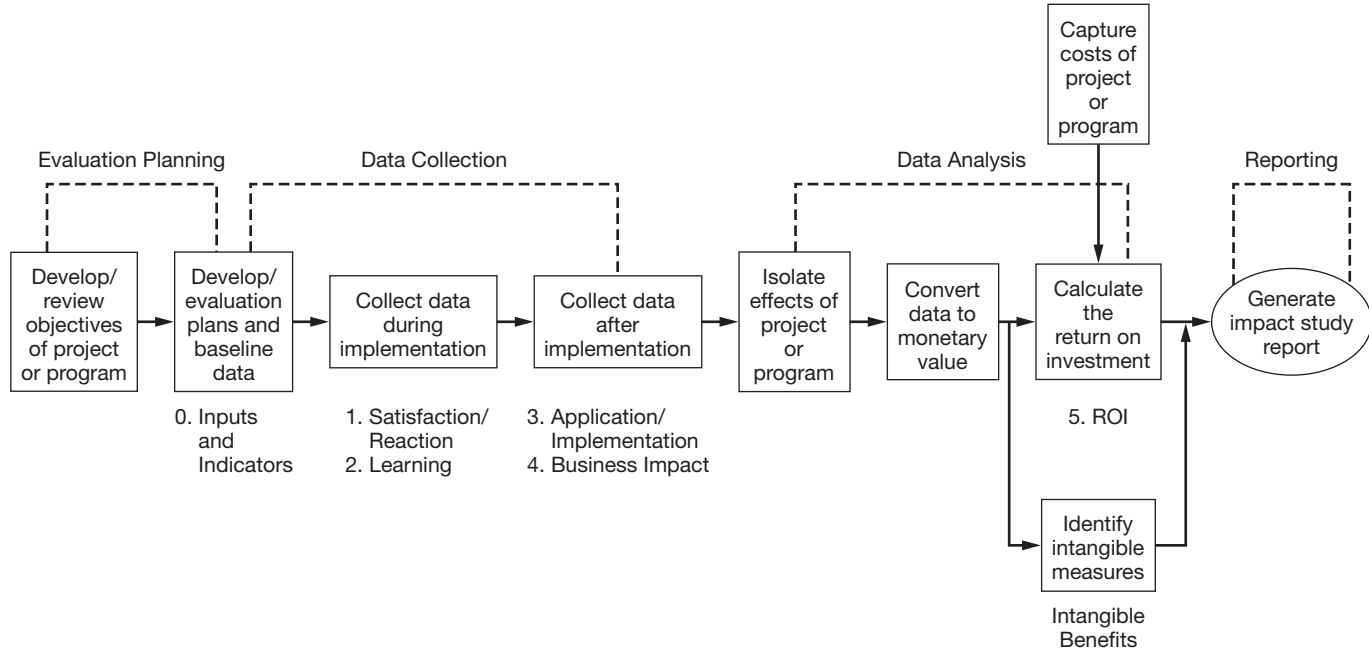 Capture
costs of
project
or
program
Evaluation Planning
Data Collection
Data Analysis
Reporting
Develop/
review
objectives
of project
or program
Develop/
evaluation
plans and
baseline
data
Collect data
during
implementation
Collect data
after
implementation
Isolate
effects of
project
or
program
Convert
data to
monetary
value
Calculate
the
return on
investment
Generate
impact study
report
0. Inputs
and
Indicators
1. Satisfaction/
Reaction
2. Learning
3. Application/
Implementation
4. Business Impact
5. ROI
Identify
intangible
measures
Intangible
Benefits